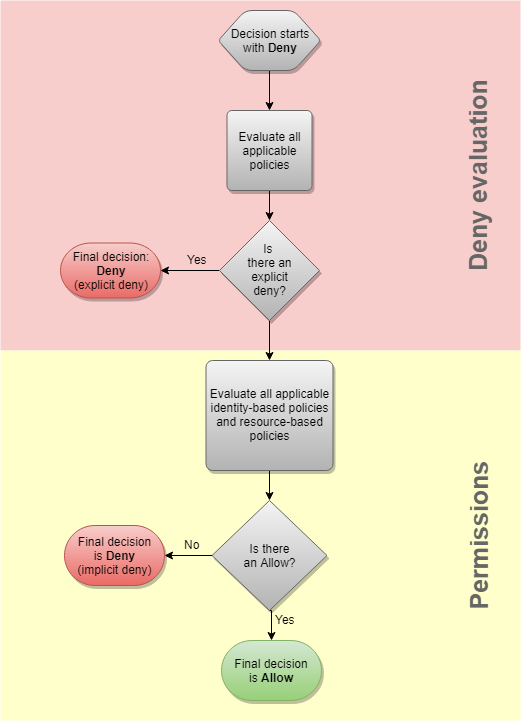 Decision starts
with Deny
Evaluate all
applicable
policies
Deny evaluation
Is
there an
explicit
deny?
Yes
Final decision:
Deny
(explicit deny)
Evaluate all applicable
identity-based policies
and resource-based
policies
Permissions
Is there
an Allow?
No
Final decision
is Deny
(implicit deny)
Yes
Final decision
is Allow